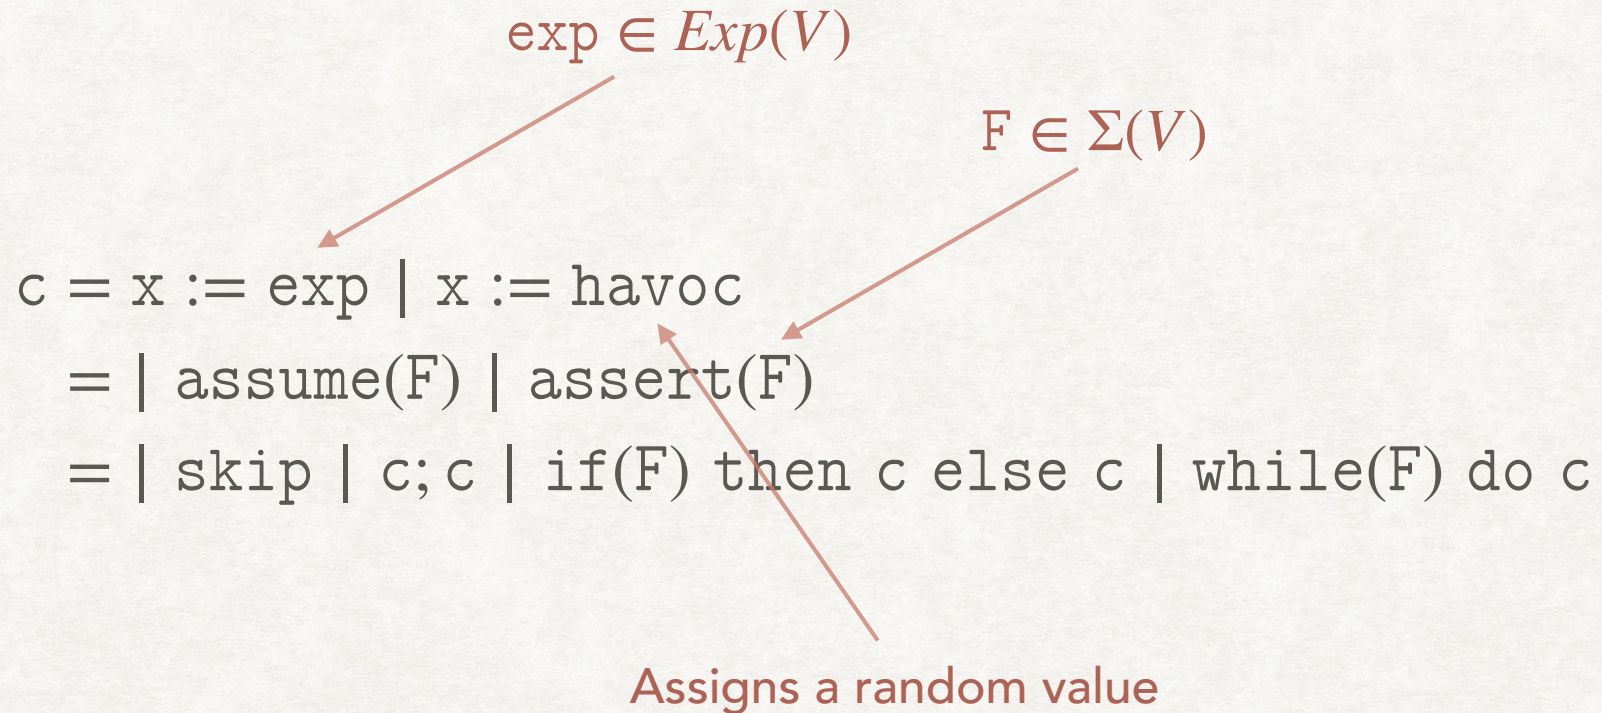 exp ∈ Exp(V)
F ∈ Σ(V)
c = x := exp | x := havoc
= | assume(F) | assert(F)
= | skip | c; c | if(F) then c else c | while(F) do c
Assigns a random value